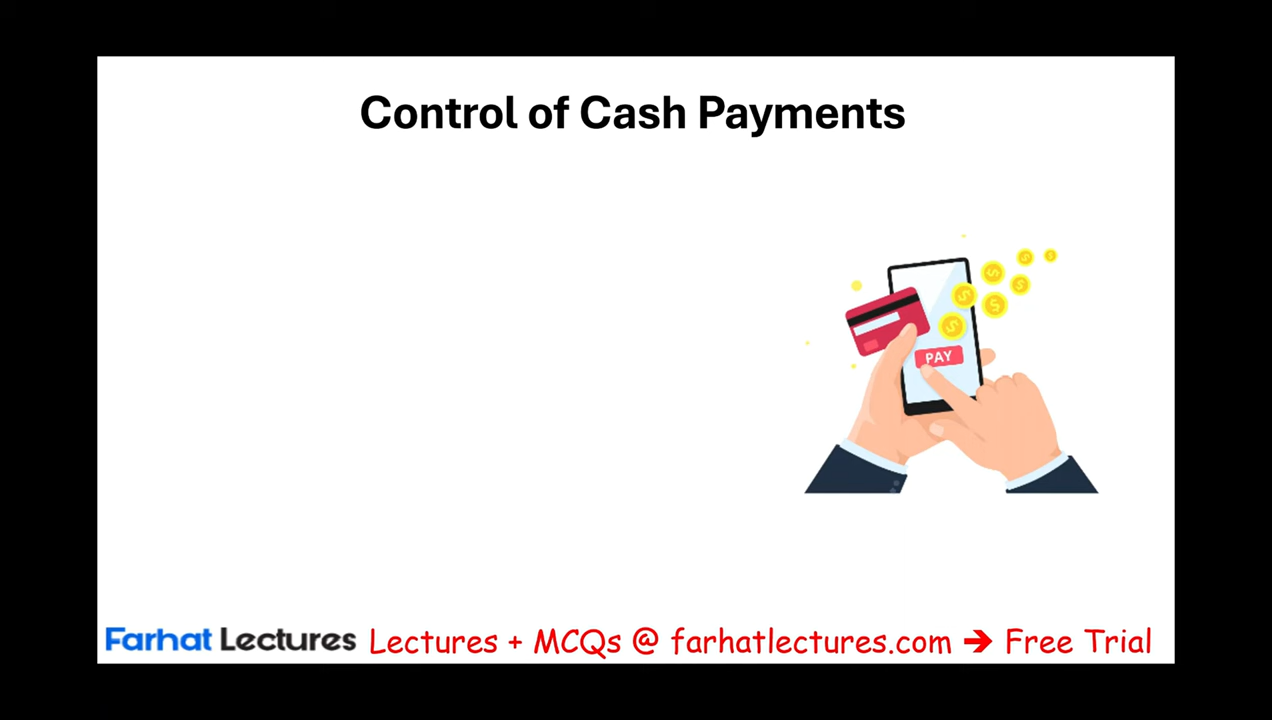 Control of Cash Payments
PAY
Farhat Lectures Lectures + MCQs @ farhatlectures.com → Free Trial